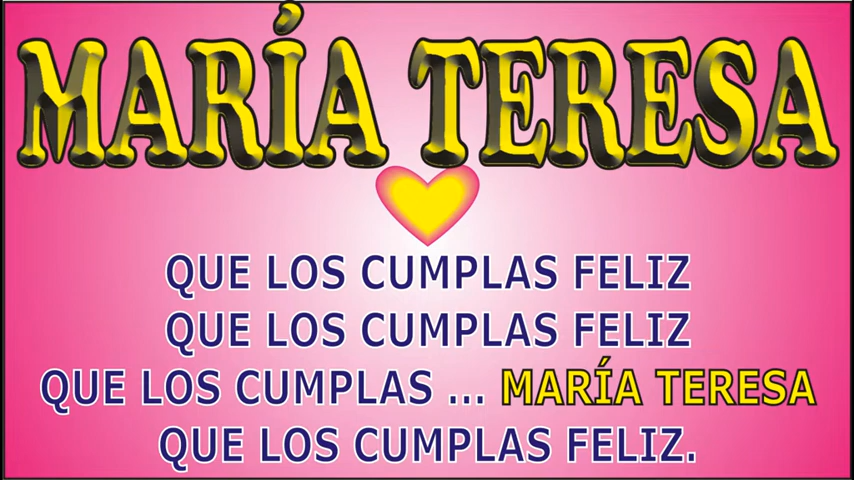 MARÍA TERESA
QUE LOS CUMPLAS FELIZ
QUE LOS CUMPLAS FELIZ
QUE LOS CUMPLAS ... MARÍA TERESA
QUE LOS CUMPLAS FELIZ.